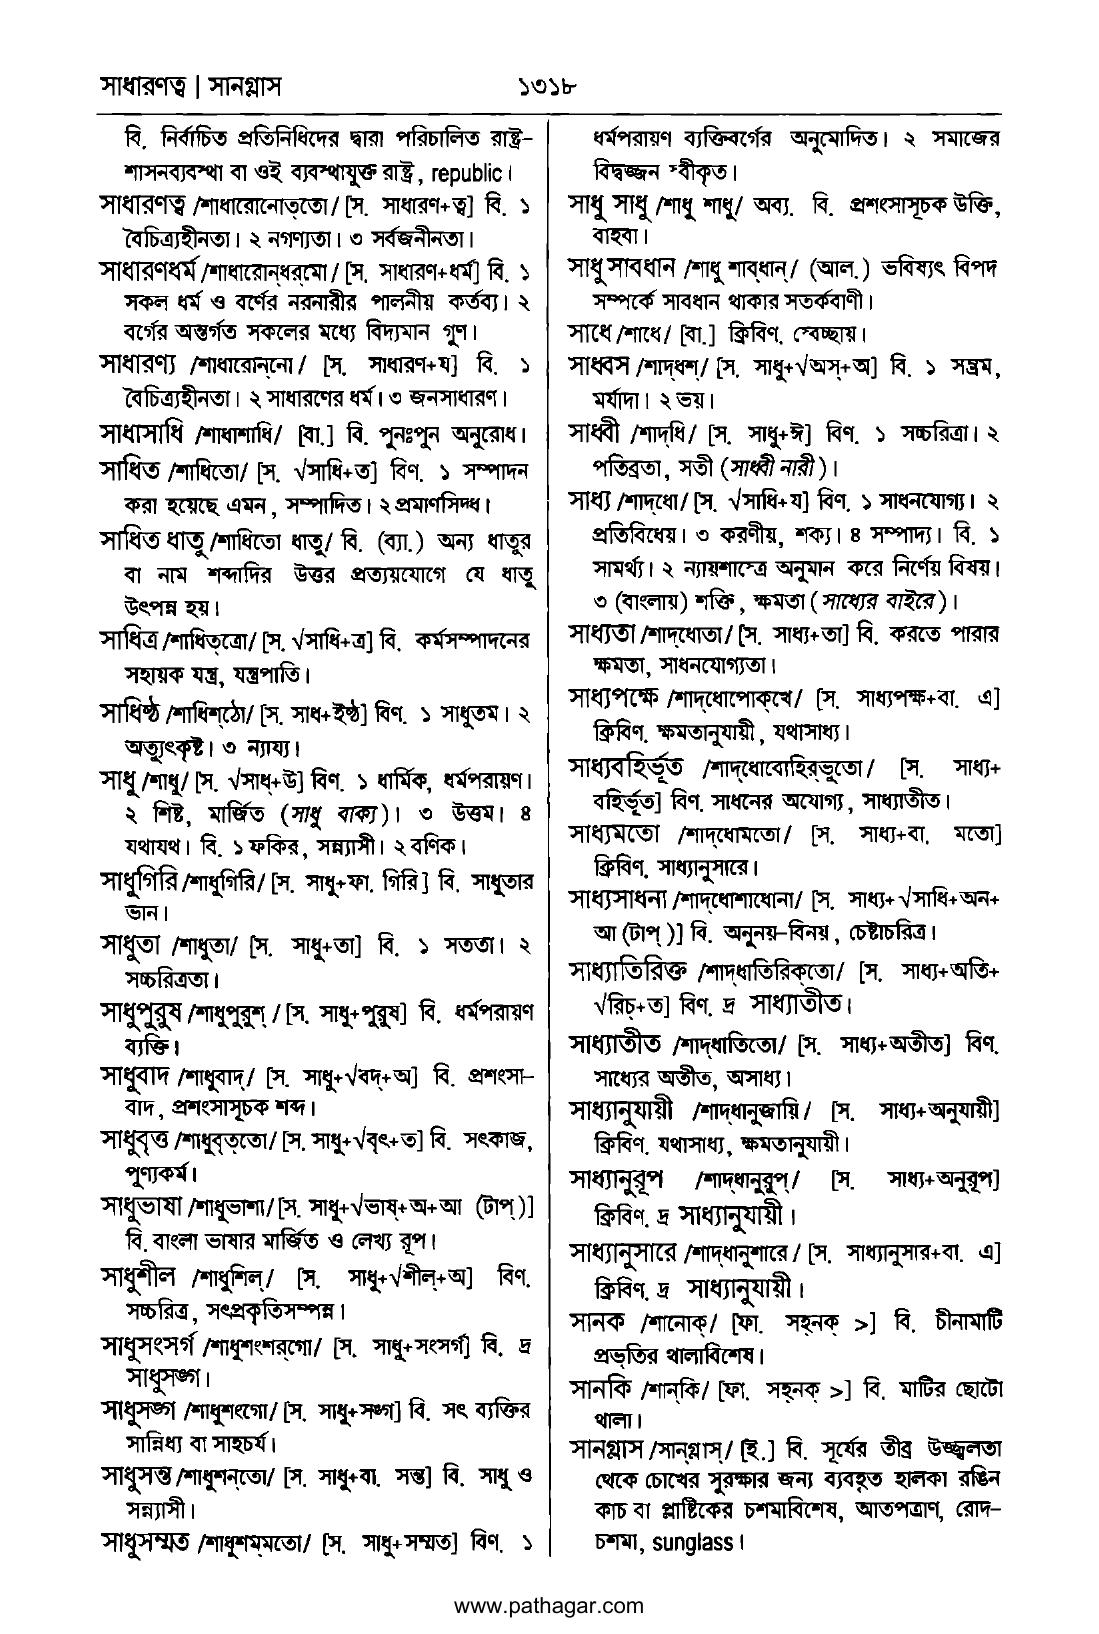 সাধারণত্ব | সানগ্লাস
১৩১৮
বি. নির্বাচিত প্রতিনিধিদের দ্বারা পরিচালিত রাষ্ট্র-
শাসনব্যবস্থা বা ওই ব্যবস্থাযুক্ত রাষ্ট্র, republic।
সাধারণত্ব /শাধারোনোত্‌তো/ [স. সাধারণ+ত্ব] বি. ১
বৈচিত্র্যহীনতা। ২ নগণ্যতা। ৩ সর্বজনীনতা।
সাধারণধর্ম /শাধারোন্‌ধর্‌মো/ [স. সাধারণ+ধর্ম] বি. ১
সকল ধর্ম ও বর্ণের নরনারীর পালনীয় কর্তব্য। ২
বর্গের অন্তর্গত সকলের মধ্যে বিদ্যমান গুণ।
সাধারণ্য /শাধারোন্‌নো/ [স. সাধারণ+য] বি. ১
বৈচিত্র্যহীনতা। ২ সাধারণের ধর্ম। ৩ জনসাধারণ।
সাধাসাধি /শাধাশাধি/ [বা.] বি. পুনঃপুন অনুরোধ।
সাধিত /শাধিতো/ [স. √সাধি+ত] বিণ. ১ সম্পাদন
করা হয়েছে এমন, সম্পাদিত। ২ প্রমাণসিদ্ধ।
সাধিত ধাতু /শাধিতো ধাতু/ বি. (ব্যা.) অন্য ধাতুর
বা নাম শব্দাদির উত্তর প্রত্যয়যোগে যে ধাতু
উৎপন্ন হয়।
সাধিত্র /শাধিত্‌ত্রো/ [স. √সাধি+ত্র] বি. কর্মসম্পাদনের
সহায়ক যন্ত্র, যন্ত্রপাতি।
সাধিষ্ঠ /শাধিশ্‌ঠো/ [স. সাধ+ইষ্ঠ] বিণ. ১ সাধুতম। ২
অত্যুৎকৃষ্ট। ৩ ন্যায্য।
সাধু /শাধু/ [স. √সাধ্‌+উ] বিণ. ১ ধার্মিক, ধর্মপরায়ণ।
২ শিষ্ট, মার্জিত (সাধু বাক্য)। ৩ উত্তম। ৪
যথাযথ। বি. ১ ফকির, সন্ন্যাসী। ২ বণিক।
সাধুগিরি /শাধুগিরি/ [স. সাধু+ফা. গিরি] বি. সাধুতার
ভান।
সাধুতা /শাধুতা/ [স. সাধু+তা] বি. ১ সততা। ২
সচ্চরিত্রতা।
সাধুপুরুষ /শাধুপুরুশ্‌/ [স. সাধু+পুরুষ] বি. ধর্মপরায়ণ
ব্যক্তি।
সাধুবাদ /শাধুবাদ্‌/ [স. সাধু+√বদ্‌+অ] বি. প্রশংসা-
বাদ, প্রশংসাসূচক শব্দ।
সাধুবৃত্ত /শাধুবৃত্‌তো/ [স. সাধু+√বৃৎ+ত] বি. সৎকাজ,
পুণ্যকর্ম।
সাধুভাষা /শাধুভাশা/ [স. সাধু+√ভাষ্‌+অ+আ (টাপ্‌)]
বি. বাংলা ভাষার মার্জিত ও লেখ্য রূপ।
সাধুশীল /শাধুশিল্‌/ [স. সাধু+√শীল্‌+অ] বিণ.
সচ্চরিত্র, সৎপ্রকৃতিসম্পন্ন।
সাধুসংসর্গ /শাধুশংশর্‌গো/ [স. সাধু+সংসর্গ] বি. দ্র
সাধুসঙ্গ।
সাধুসঙ্গ /শাধুশংগো/ [স. সাধু+সঙ্গ] বি. সৎ ব্যক্তির
সান্নিধ্য বা সাহচর্য।
সাধুসন্ত /শাধুশন্‌তো/ [স. সাধু+বা. সন্ত] বি. সাধু ও
সন্ন্যাসী।
সাধুসম্মত /শাধুশম্‌মতো/ [স. সাধু+সম্মত] বিণ. ১
ধর্মপরায়ণ ব্যক্তিবর্গের অনুমোদিত। ২ সমাজের
বিদ্বজ্জন স্বীকৃত।
সাধু সাধু /শাধু শাধু/ অব্য. বি. প্রশংসাসূচক উক্তি,
বাহবা।
সাধু সাবধান /শাধু শাব্‌ধান্‌/ (আল.) ভবিষ্যৎ বিপদ
সম্পর্কে সাবধান থাকার সতর্কবাণী।
সাধে /শাধে/ [বা.] ক্রিবিণ. স্বেচ্ছায়।
সাধ্বস /শাদ্‌ধশ্‌/ [স. সাধু+√অস্‌+অ] বি. ১ সম্ভ্রম,
মর্যাদা। ২ ভয়।
সাধ্বী /শাদ্‌ধি/ [স. সাধু+ঈ] বিণ. ১ সচ্চরিত্রা। ২
পতিব্রতা, সতী (সাধ্বী নারী)।
সাধ্য /শাদ্‌ধো/ [স. √সাধি+য] বিণ. ১ সাধনযোগ্য। ২
প্রতিবিধেয়। ৩ করণীয়, শক্য। ৪ সম্পাদ্য। বি. ১
সামর্থ্য। ২ ন্যায়শাস্ত্রে অনুমান করে নির্ণেয় বিষয়।
৩ (বাংলায়) শক্তি, ক্ষমতা (সাধ্যের বাইরে)।
সাধ্যতা /শাদ্‌ধোতা/ [স. সাধ্য+তা] বি. করতে পারার
ক্ষমতা, সাধনযোগ্যতা।
সাধ্যপক্ষে /শাদ্‌ধোপোক্‌খে/ [স. সাধ্যপক্ষ+বা. এ]
ক্রিবিণ. ক্ষমতানুযায়ী, যথাসাধ্য।
সাধ্যবহির্ভূত /শাদ্‌ধোবোহির্‌ভুতো/ [স. সাধ্য+
বহির্ভূত] বিণ. সাধনের অযোগ্য, সাধ্যাতীত।
সাধ্যমতো /শাদ্‌ধোমতো/ [স. সাধ্য+বা. মতো]
ক্রিবিণ. সাধ্যানুসারে।
সাধ্যসাধনা /শাদ্‌ধোশাধোনা/ [স. সাধ্য+√সাধি+অন+
আ (টাপ্‌)] বি. অনুনয়-বিনয়, চেষ্টাচরিত্র।
সাধ্যাতিরিক্ত /শাদ্‌ধাতিরিক্‌তো/ [স. সাধ্য+অতি+
√রিচ্‌+ত] বিণ. দ্র সাধ্যাতীত।
সাধ্যাতীত /শাদ্‌ধাতিতো/ [স. সাধ্য+অতীত] বিণ.
সাধ্যের অতীত, অসাধ্য।
সাধ্যানুযায়ী /শাদ্‌ধানুজায়ি/ [স. সাধ্য+অনুযায়ী]
ক্রিবিণ. যথাসাধ্য, ক্ষমতানুযায়ী।
সাধ্যানুরূপ /শাদ্‌ধানুরুপ্‌/ [স. সাধ্য+অনুরূপ]
ক্রিবিণ. দ্র সাধ্যানুযায়ী।
সাধ্যানুসারে /শাদ্‌ধানুশারে/ [স. সাধ্যানুসার+বা. এ]
ক্রিবিণ. দ্র সাধ্যানুযায়ী।
সানক /শানোক্‌/ [ফা. সহ্‌নক্‌ >] বি. চীনামাটি
প্রভৃতির থালাবিশেষ।
সানকি /শান্‌কি/ [ফা. সহ্‌নক্‌ >] বি. মাটির ছোটো
থালা।
সানগ্লাস /সান্‌গ্লাস্‌/ [ই.] বি. সূর্যের তীব্র উজ্জ্বলতা
থেকে চোখের সুরক্ষার জন্য ব্যবহৃত হালকা রঙিন
কাচ বা প্লাষ্টিকের চশমাবিশেষ, আতপত্রাণ, রোদ-
চশমা, sunglass।
www.pathagar.com